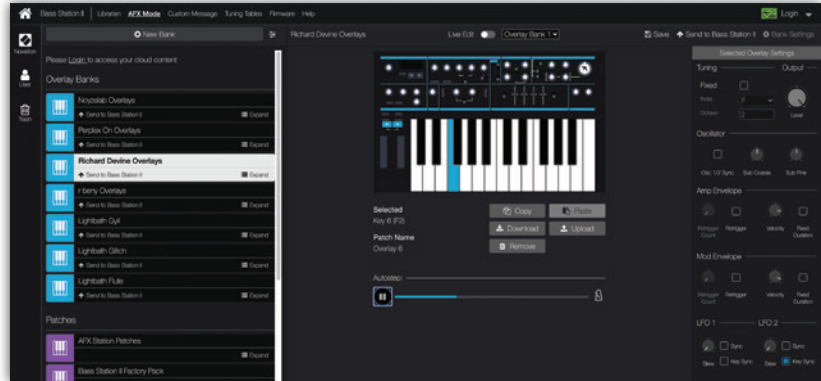 Bass Station II Librarian AFX Mode Custom Message Tuning Tables Firmware Help Login
Novation
User
Trash
New Bank
Please Login to access your cloud content
Overlay Banks
Noyzelab Overlays
Send to Bass Station II Expand
Perplex On Overlays
Send to Bass Station II Expand
Richard Devine Overlays
Send to Bass Station II Expand
r beny Overlays
Send to Bass Station II Expand
Lightbath Gyil
Send to Bass Station II Expand
Lightbath Glitch
Send to Bass Station II Expand
Lightbath Flute
Send to Bass Station II Expand
Patches
AFX Station Patches
Expand
Bass Station II Factory Pack
Richard Devine Overlays Live Edit Overlay Bank 1 Save Send to Bass Station II Bank Settings
Selected
Key 6 (F2)
Patch Name
Overlay 6
Copy Paste
Download Upload
Remove
Autostep:
Selected Overlay Settings
Tuning Output
Fixed
Note F
Octave 2 Level
Oscillator
Osc. 1/2 Sync Sub Coarse Sub Fine
Amp Envelope
Retrigger Count Retrigger Velocity Fixed Duration
Mod Envelope
Retrigger Count Retrigger Velocity Fixed Duration
LFO 1 LFO 2
Sync Sync
Slew Key Sync Slew Key Sync